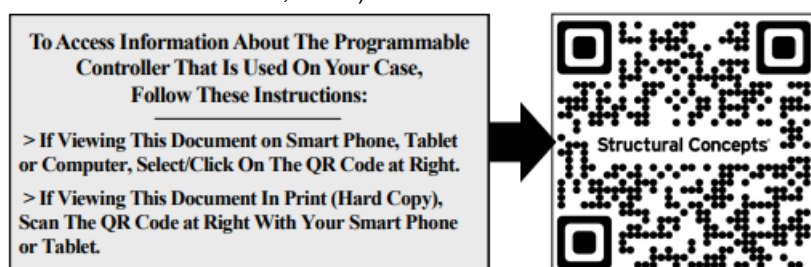 To Access Information About The Programmable
Controller That Is Used On Your Case,
Follow These Instructions:
> If Viewing This Document on Smart Phone, Tablet
or Computer, Select/Click On The QR Code at Right.
> If Viewing This Document In Print (Hard Copy),
Scan The QR Code at Right With Your Smart Phone
or Tablet.
Structural Concepts